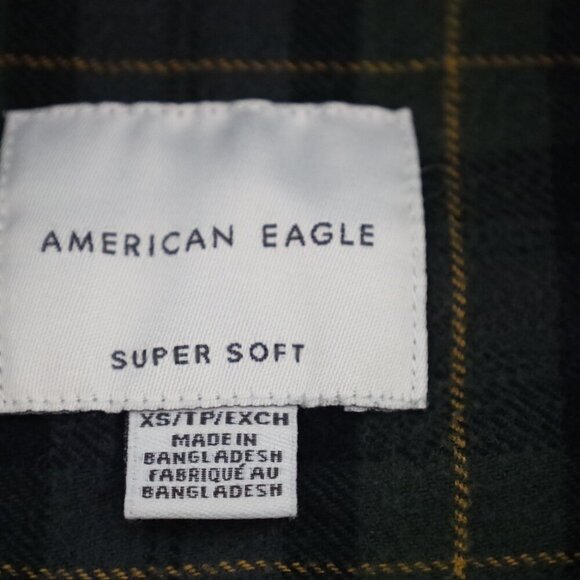 AMERICAN EAGLE
SUPER SOFT
XS/TP/EXCH
MADE IN
BANGLADESH
FABRIQUÉ AU
BANGLADESH